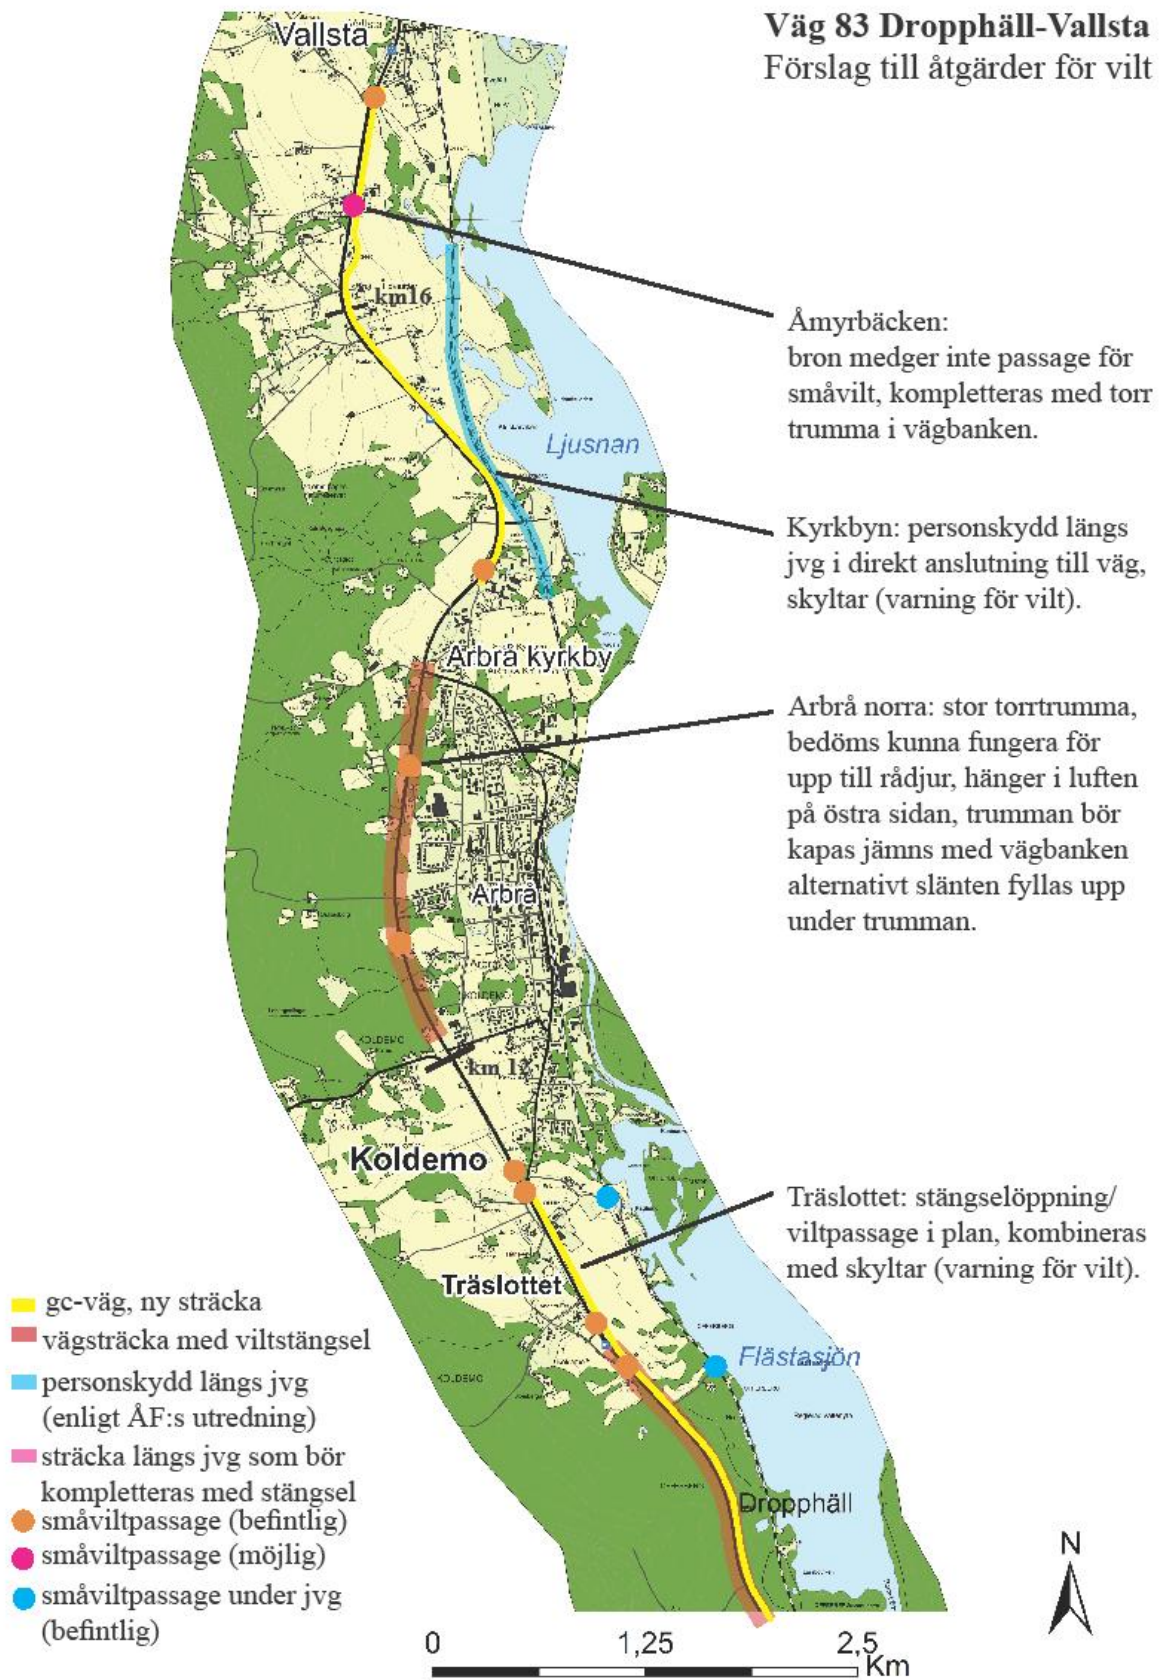 Väg 83 Dropphäll-Vallsta
Förslag till åtgärder för vilt
Vallsta
km16
Åmyrbäcken:
bron medger inte passage för
småvilt, kompletteras med torr
trumma i vägbanken.
Ljusnan
Kyrkbyn: personskydd längs
jvg i direkt anslutning till väg,
skyltar (varning för vilt).
Arbrå kyrkby
Arbrå norra: stor torrtrumma,
bedöms kunna fungera för
upp till rådjur, hänger i luften
på östra sidan, trumman bör
kapas jämns med vägbanken
alternativt slänten fyllas upp
under trumman.
Arbrå
KOLDEMO
KOLDEMO
km 12
Koldemo
Träslottet: stängselöppning/
viltpassage i plan, kombineras
med skyltar (varning för vilt).
Träslottet
Flästasjön
KOLDEMO
Dropphäll
gc-väg, ny sträcka
vägsträcka med viltstängsel
personskydd längs jvg
(enligt ÅF:s utredning)
sträcka längs jvg som bör
kompletteras med stängsel
småviltpassage (befintlig)
småviltpassage (möjlig)
småviltpassage under jvg
(befintlig)
N
0 1,25 2,5
Km